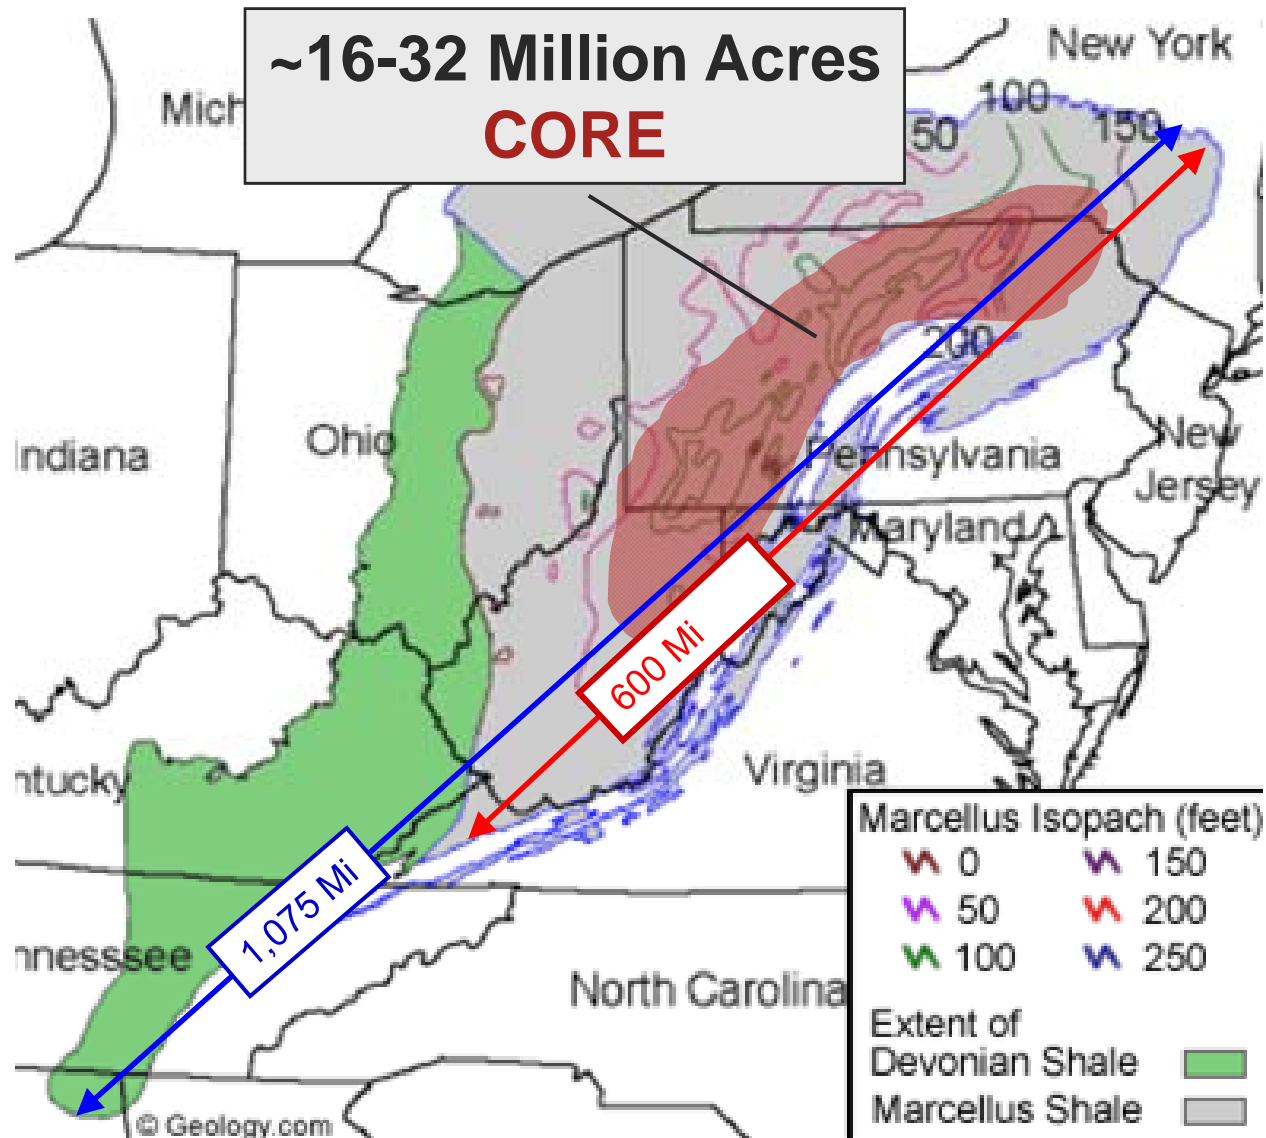 ~16-32 Million Acres
CORE
New York
Mich
50
100
150
200
Indiana
Ohio
Pennsylvania
New
Jersey
Maryland
600 Mi
ntucky
Virginia
1,075 Mi
nnesssee
North Carolina
Marcellus Isopach (feet)
0
150
50
200
100
250
Extent of
Devonian Shale
Marcellus Shale
© Geology.com